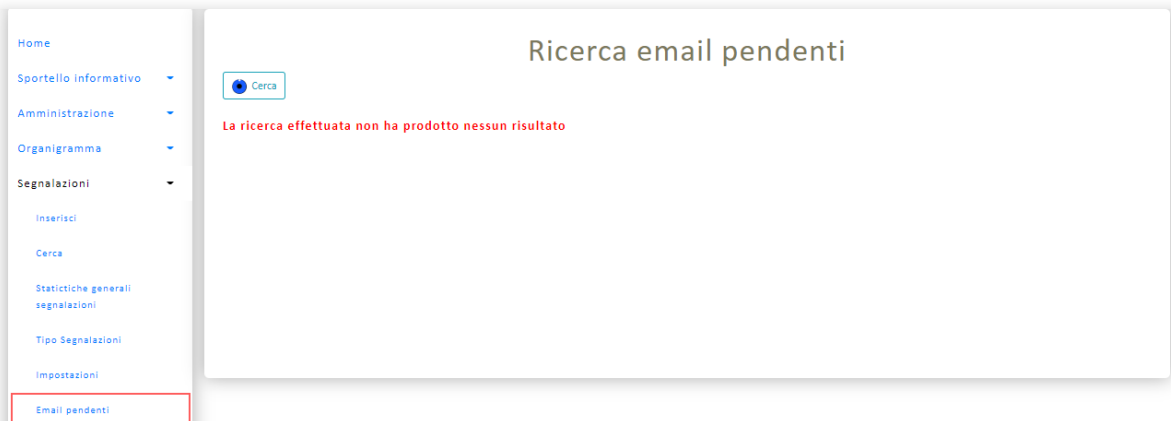 Home
Sportello informativo
Amministrazione
Organigramma
Segnalazioni
Inserisci
Cerca
Statictiche generali
segnalazioni
Tipo Segnalazioni
Impostazioni
Email pendenti
Ricerca email pendenti
Cerca
La ricerca effettuata non ha prodotto nessun risultato